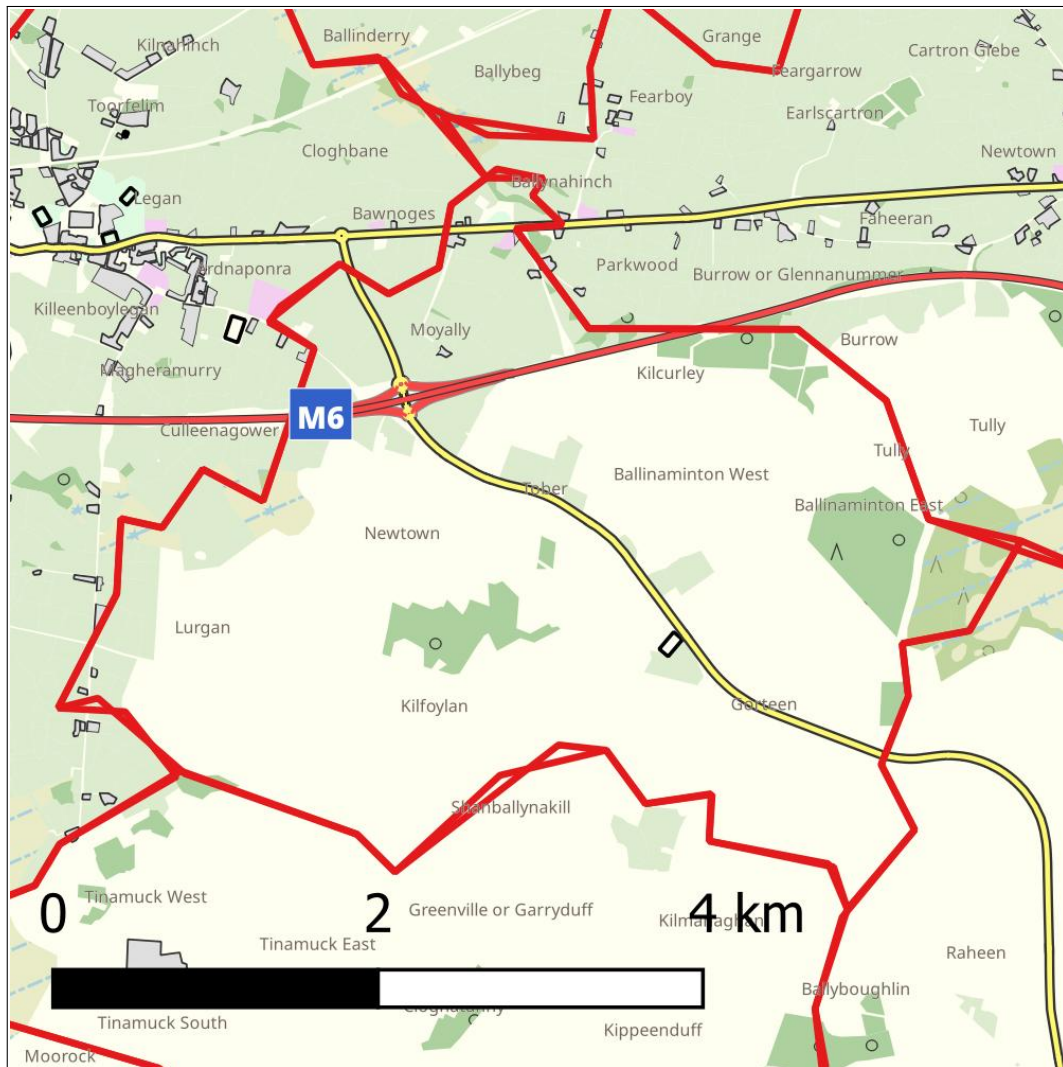 Kilnahinch
Ballinderry
Grange
Cartron Glebe
Ballybeg
Feargarrow
Toorfelim
Fearboy
Earlscartron
Cloghbane
Newtown
Ballynahinch
Legan
Bawnoges
Faheeran
Ardnaponra
Parkwood
Burrow or Glennanummer
Killeenboylegan
Moyally
Burrow
Magheramurry
Kilcurley
M6
Culleenagower
Tully
Tully
Ballinaminton West
Tober
Ballinaminton East
Newtown
Lurgan
Kilfoylan
Gorteen
Shanballynakill
Tinamuck West
Greenville or Garryduff
Kilmanaghan
0 2 4 km
Tinamuck East
Raheen
Ballyboughlin
Tinamuck South
Kippeenduff
Moorock